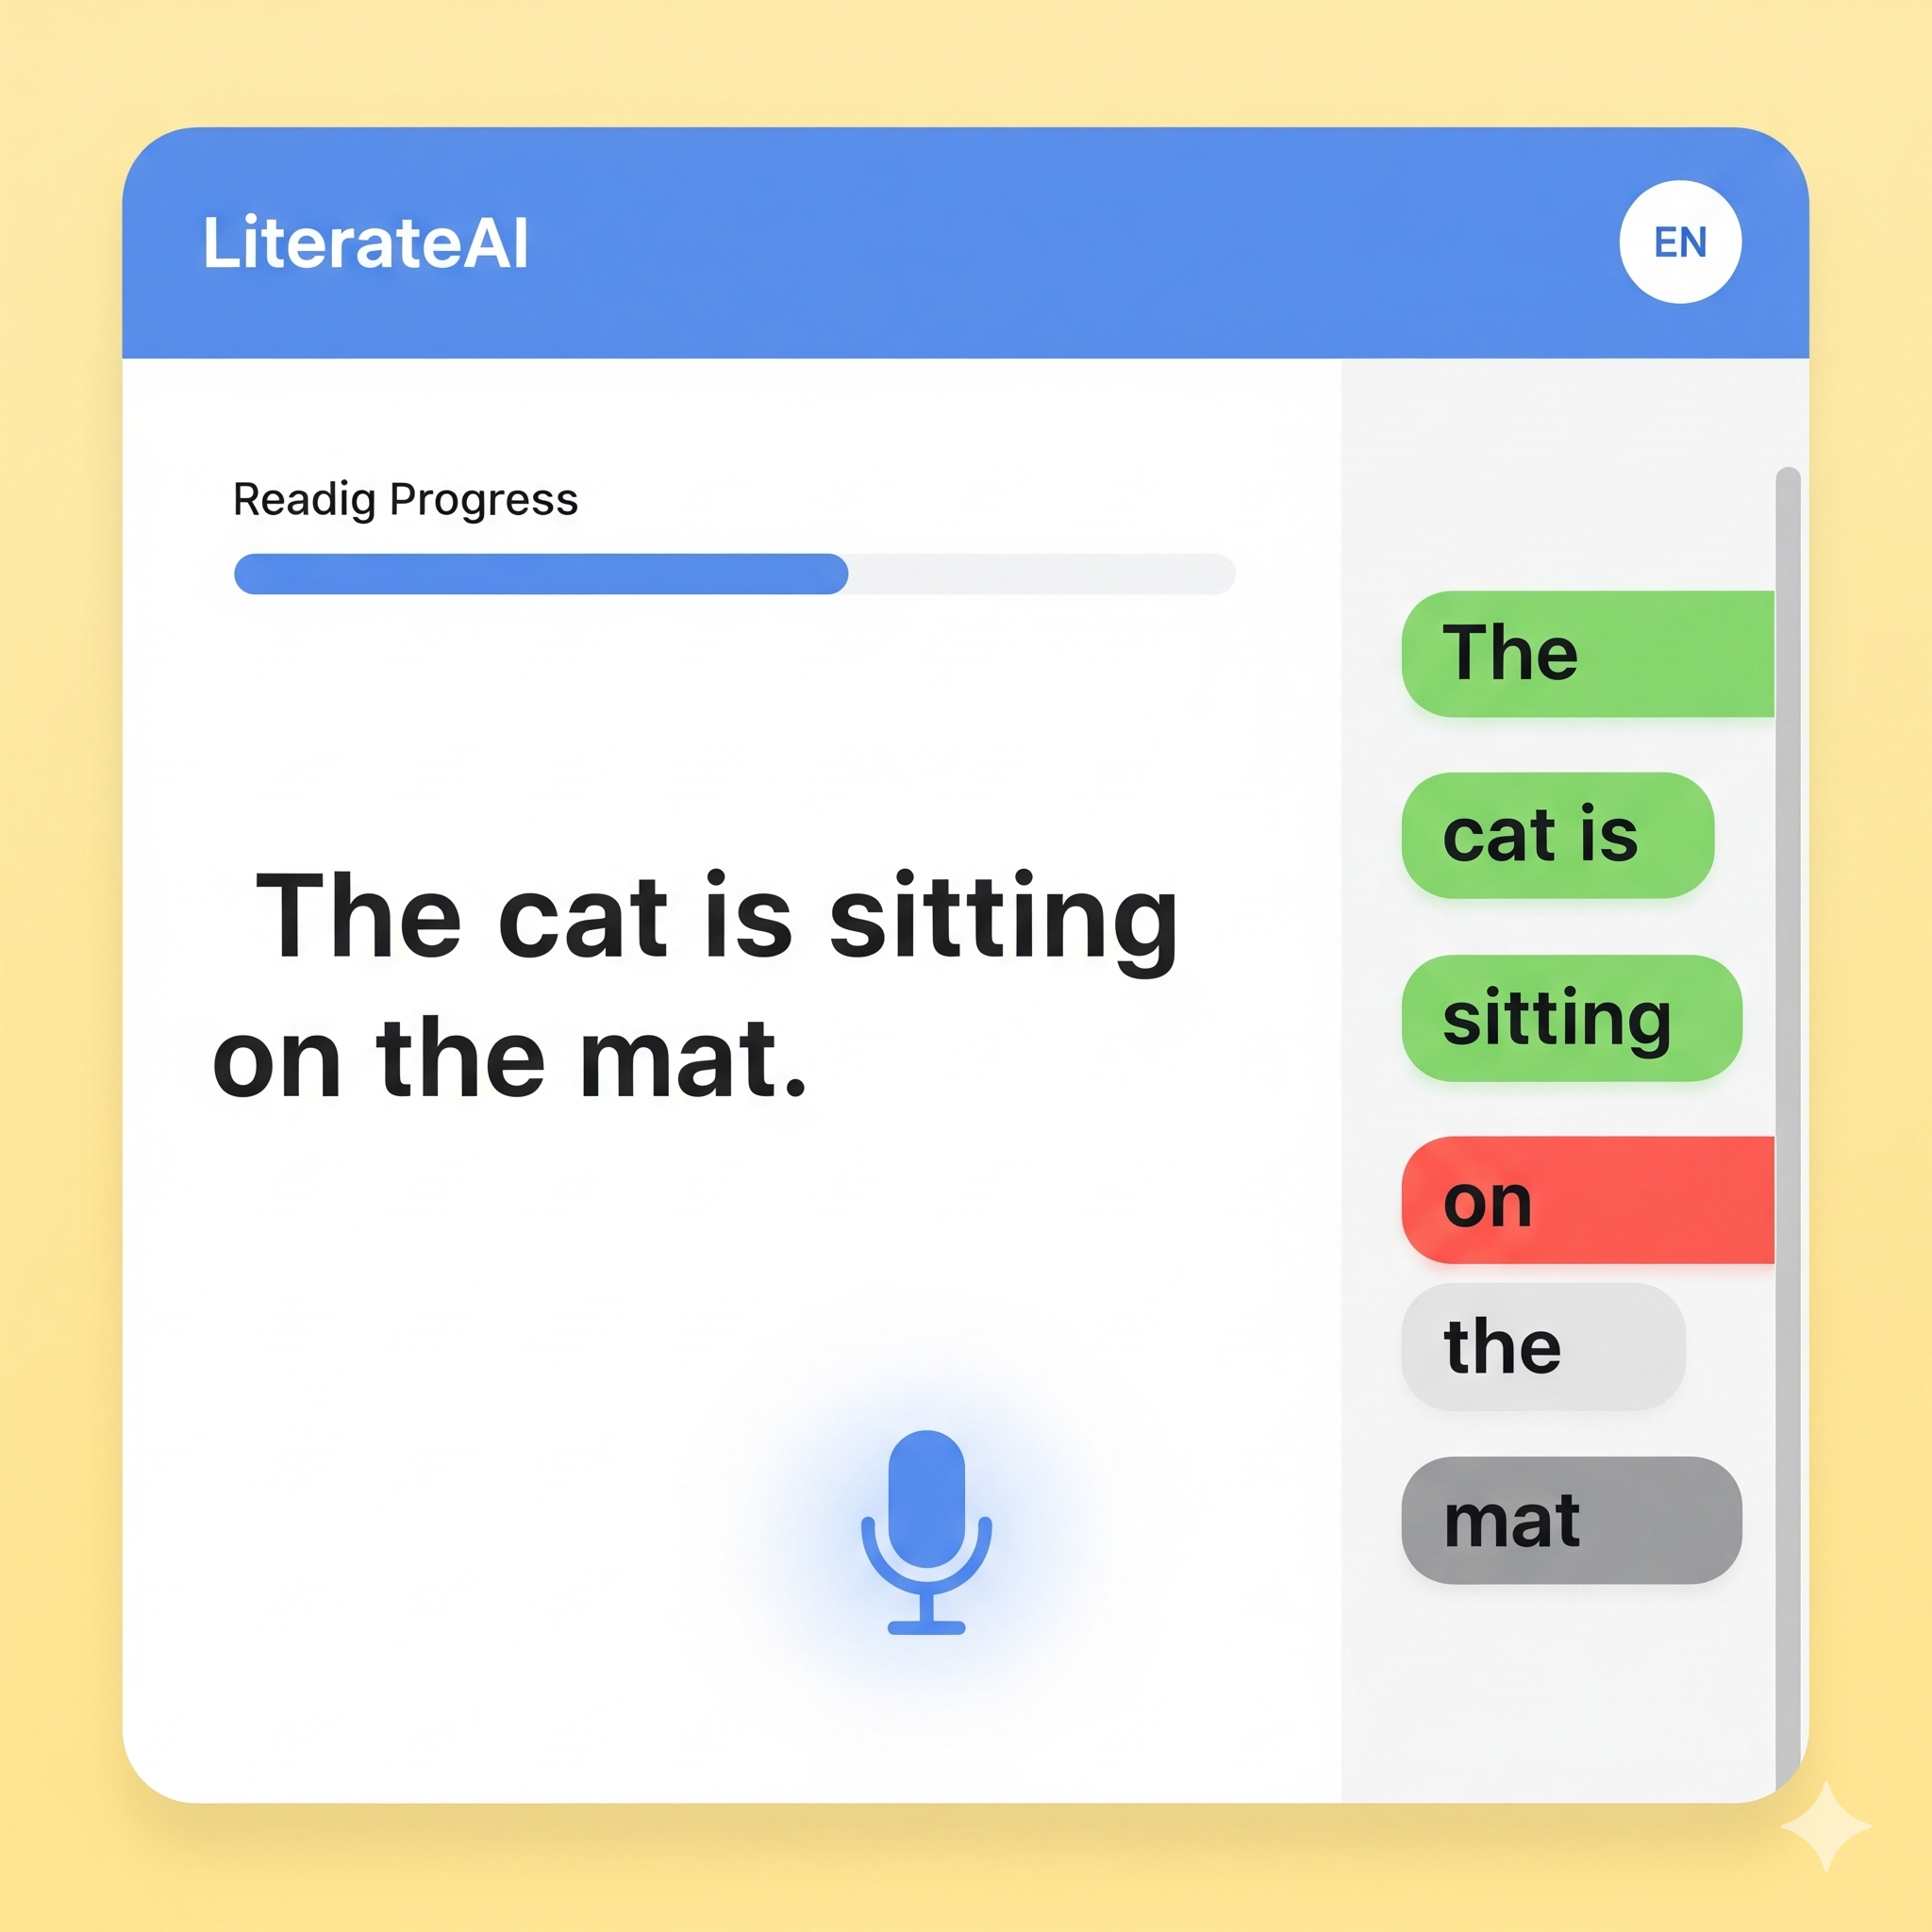 LiterateAI
EN
Readig Progress
The cat is sitting
on the mat.
The
cat is
sitting
on
the
mat